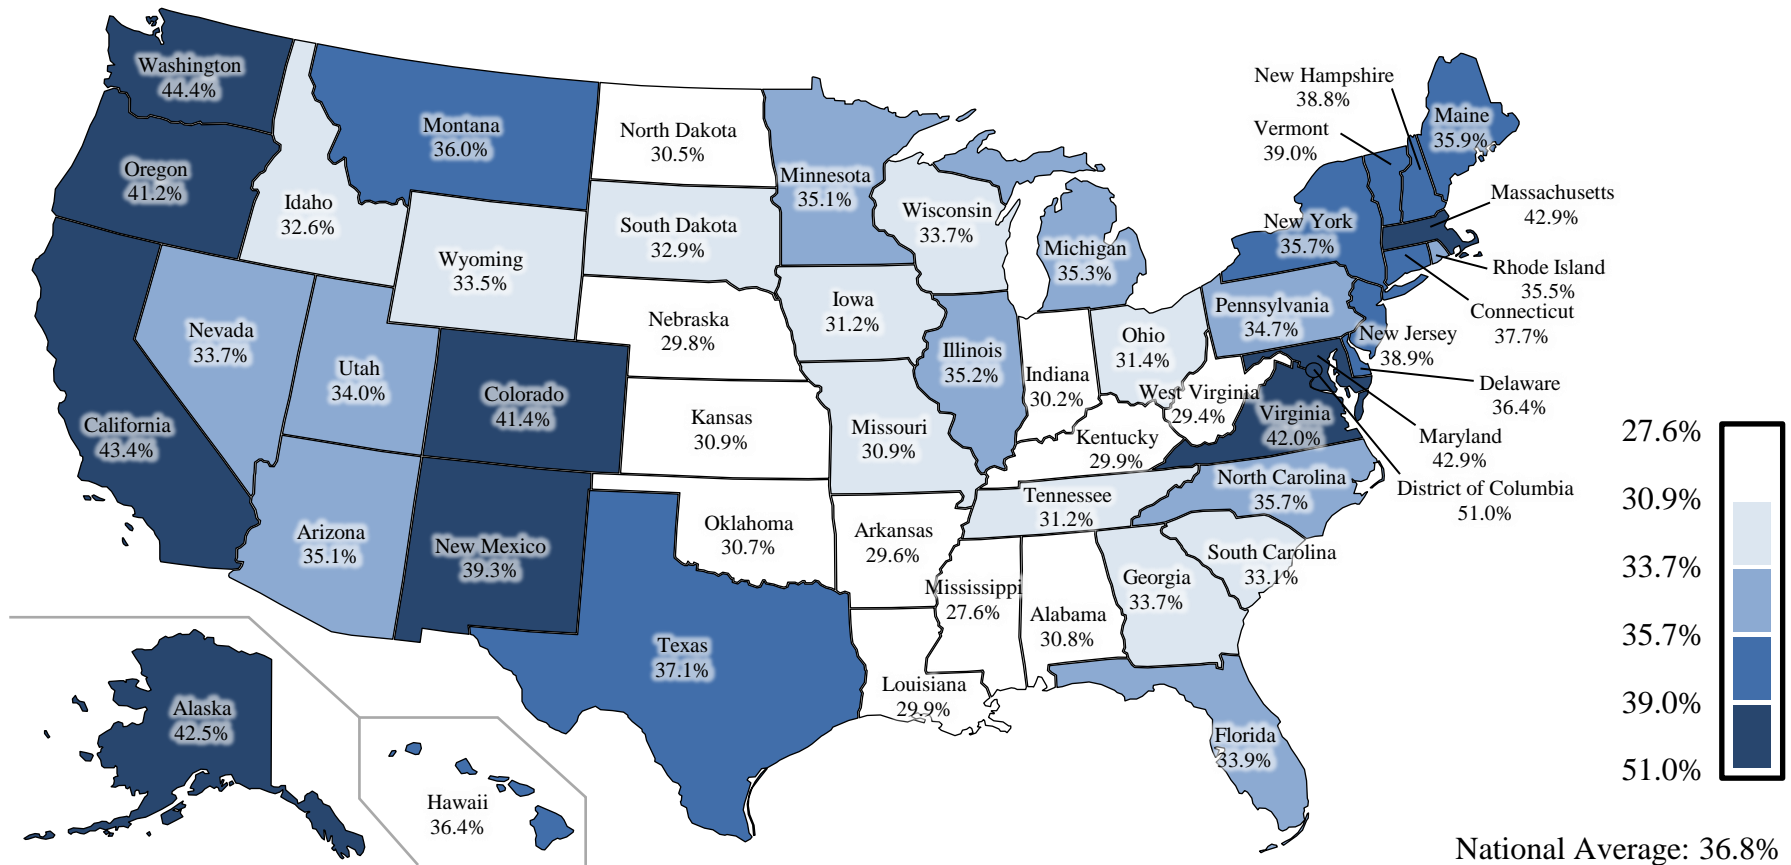 Washington
44.4%
Oregon
41.2%
California
43.4%
Idaho
32.6%
Nevada
33.7%
Montana
36.0%
Wyoming
33.5%
Utah
34.0%
Colorado
41.4%
Arizona
35.1%
New Mexico
39.3%
North Dakota
30.5%
South Dakota
32.9%
Nebraska
29.8%
Kansas
30.9%
Oklahoma
30.7%
Texas
37.1%
Minnesota
35.1%
Iowa
31.2%
Missouri
30.9%
Arkansas
29.6%
Louisiana
29.9%
Wisconsin
33.7%
Illinois
35.2%
Michigan
35.3%
Indiana
30.2%
Ohio
31.4%
Kentucky
29.9%
Tennessee
31.2%
Mississippi
27.6%
Alabama
30.8%
Georgia
33.7%
Florida
33.9%
South Carolina
33.1%
North Carolina
35.7%
Virginia
42.0%
West Virginia
29.4%
Pennsylvania
34.7%
New York
35.7%
Maine
35.9%
New Hampshire
38.8%
Vermont
39.0%
Massachusetts
42.9%
Rhode Island
35.5%
Connecticut
37.7%
New Jersey
38.9%
Delaware
36.4%
Maryland
42.9%
District of Columbia
51.0%
Alaska
42.5%
Hawaii
36.4%
27.6%
30.9%
33.7%
35.7%
39.0%
51.0%
National Average: 36.8%